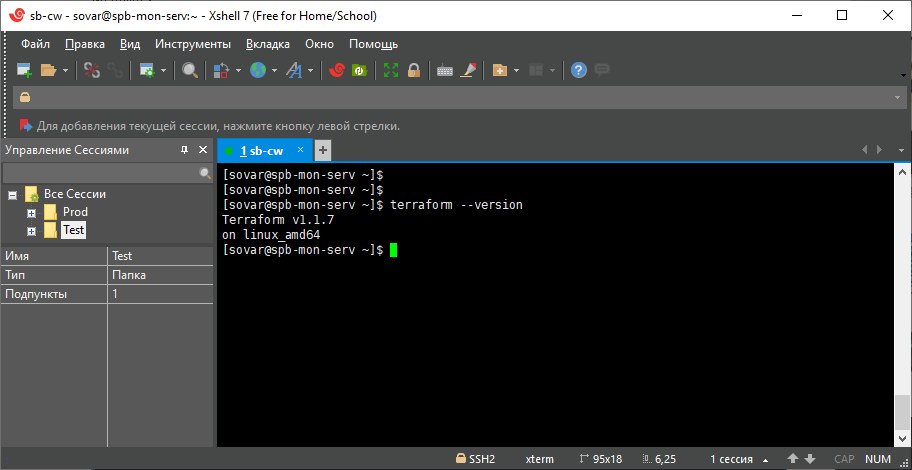 sb-cw - sovar@spb-mon-serv:~ - Xshell 7 (Free for Home/School)
Файл Правка Вид Инструменты Вкладка Окно Помощь
Для добавления текущей сессии, нажмите кнопку левой стрелки.
Управление Сессиями
1 sb-cw
Все Сессии
Prod
Test
Имя Test
Тип Папка
Подпункты 1
[sovar@spb-mon-serv ~]$
[sovar@spb-mon-serv ~]$
[sovar@spb-mon-serv ~]$ terraform --version
Terraform v1.1.7
on linux_amd64
[sovar@spb-mon-serv ~]$
SSH2 xterm 95x18 6,25 1 сессия CAP NUM